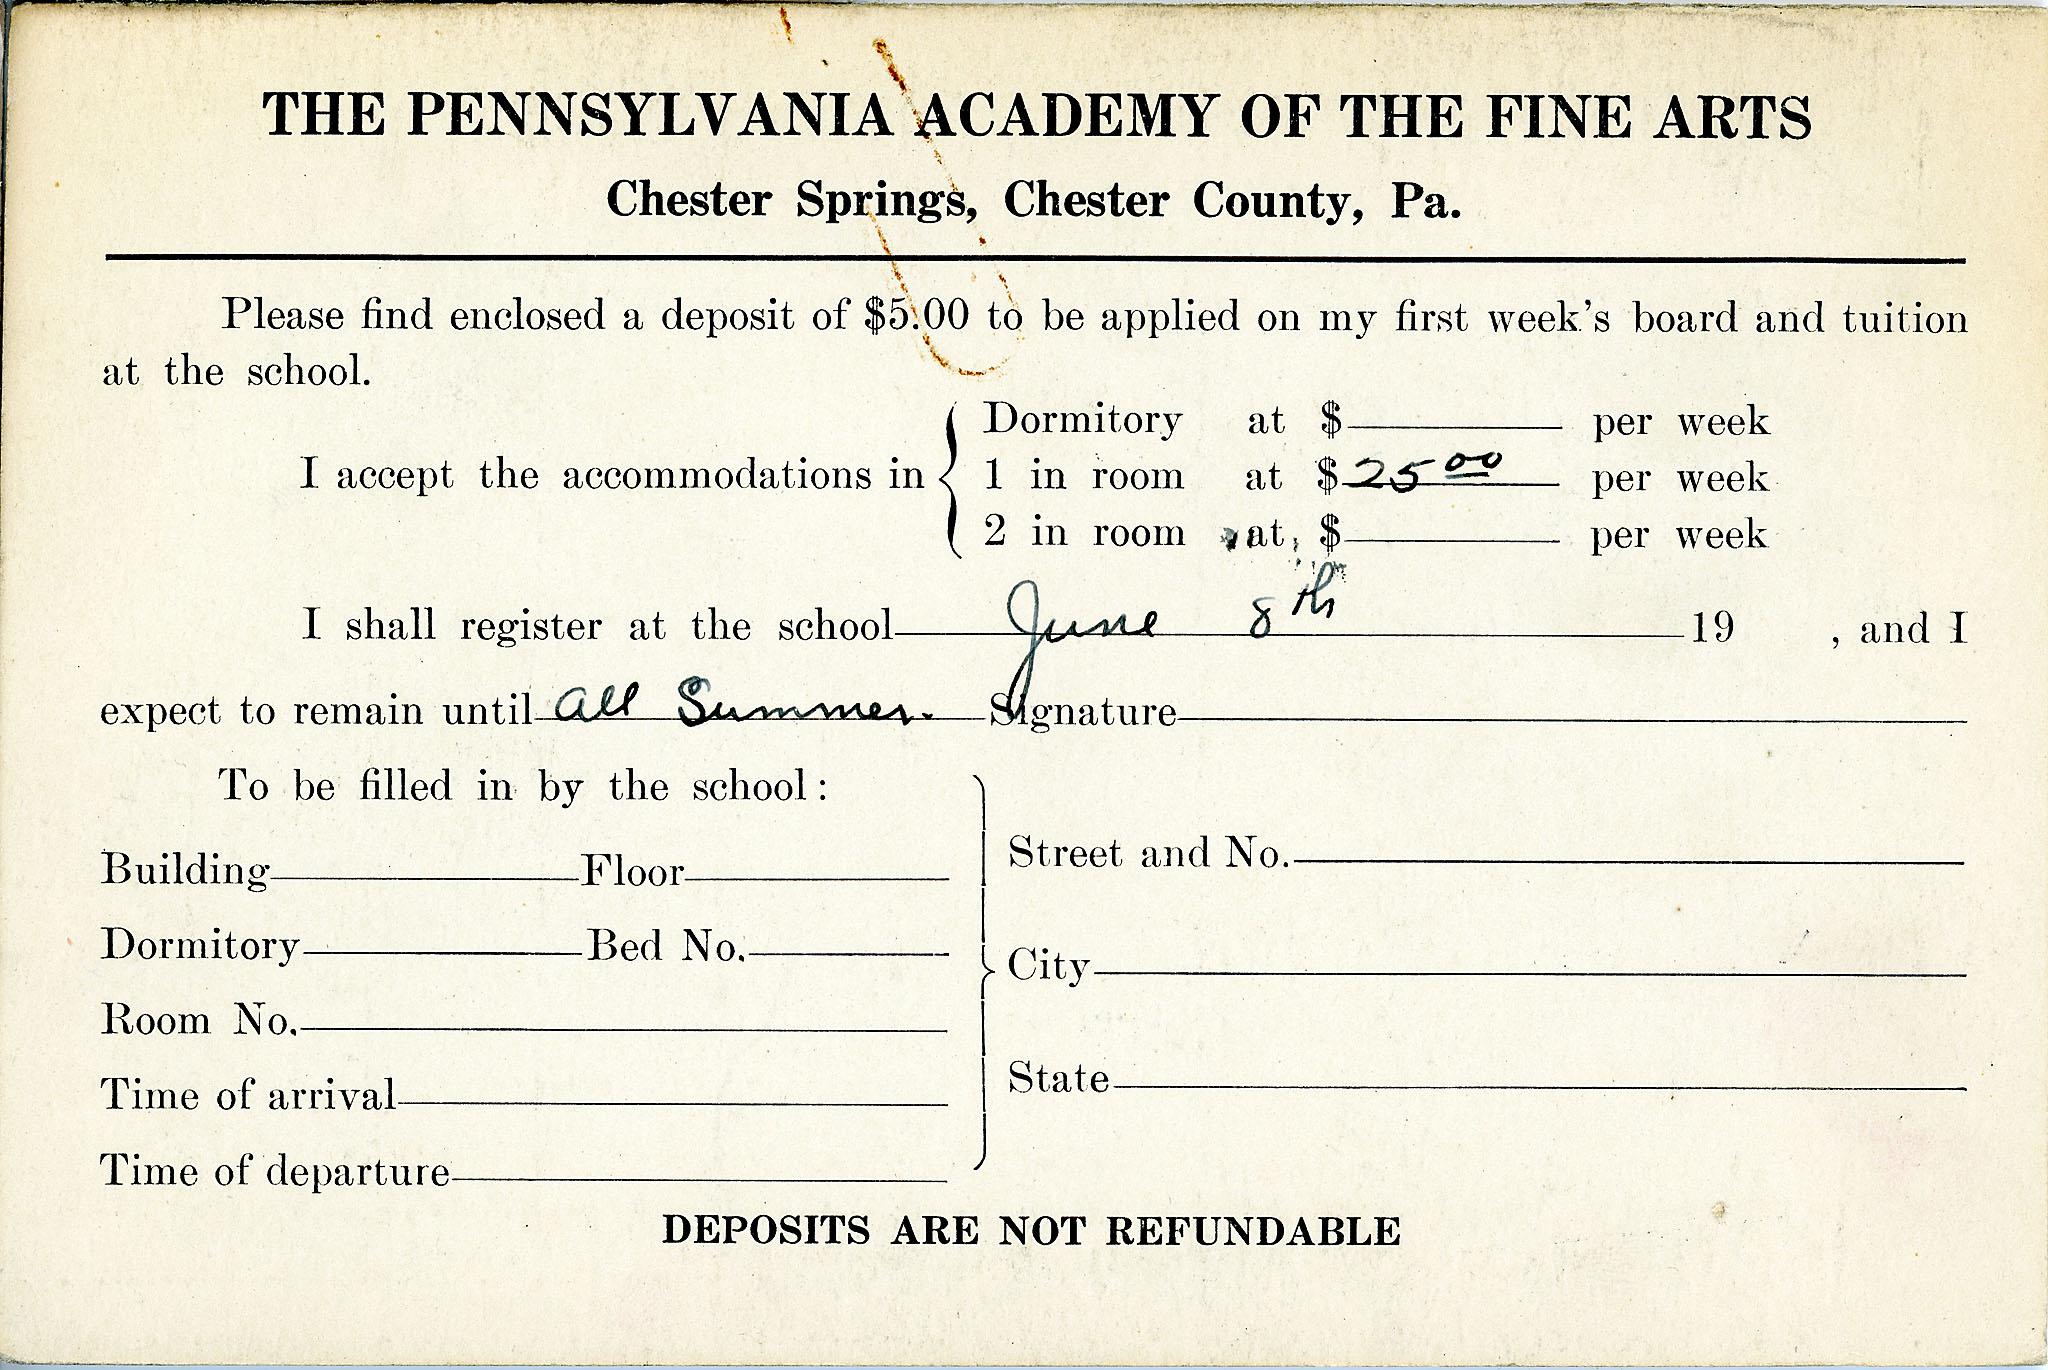 THE PENNSYLVANIA ACADEMY OF THE FINE ARTS
Chester Springs, Chester County, Pa.
Please find enclosed a deposit of $5.00 to be applied on my first week's board and tuition
at the school.
Dormitory at $ per week
I accept the accommodations in { 1 in room at $ 25 00 per week
2 in room at $ per week
I shall register at the school June 8th 19 , and I
expect to remain until all Summer. Signature
To be filled in by the school:
Building Floor
Street and No.
Dormitory Bed No.
City
Room No.
State
Time of arrival
Time of departure
DEPOSITS ARE NOT REFUNDABLE